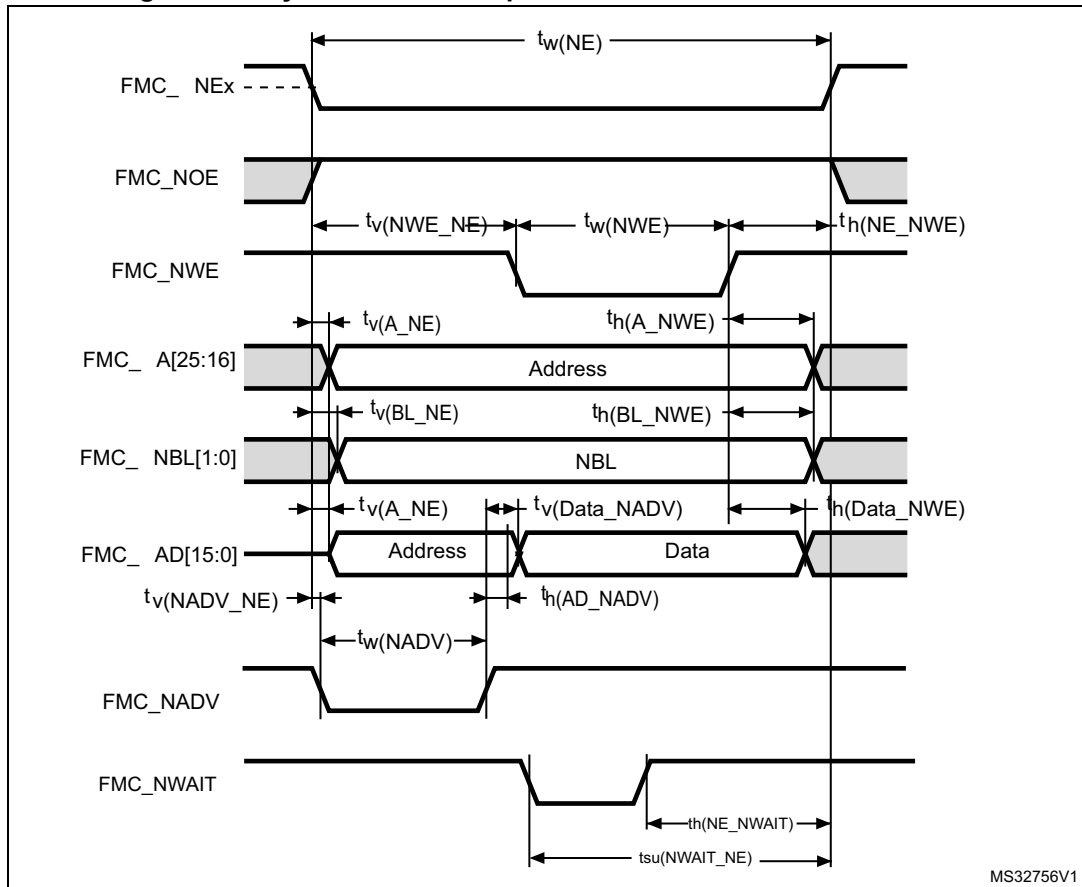 tw(NE)
FMC_ NEx
FMC_NOE
tv(NWE_NE) tw(NWE) th(NE_NWE)
FMC_NWE
tv(A_NE) th(A_NWE)
FMC_ A[25:16] Address
tv(BL_NE) th(BL_NWE)
FMC_ NBL[1:0] NBL
tv(A_NE) tv(Data_NADV) th(Data_NWE)
FMC_ AD[15:0] Address Data
tv(NADV_NE) th(AD_NADV)
tw(NADV)
FMC_NADV
FMC_NWAIT
th(NE_NWAIT)
tsu(NWAIT_NE)
MS32756V1